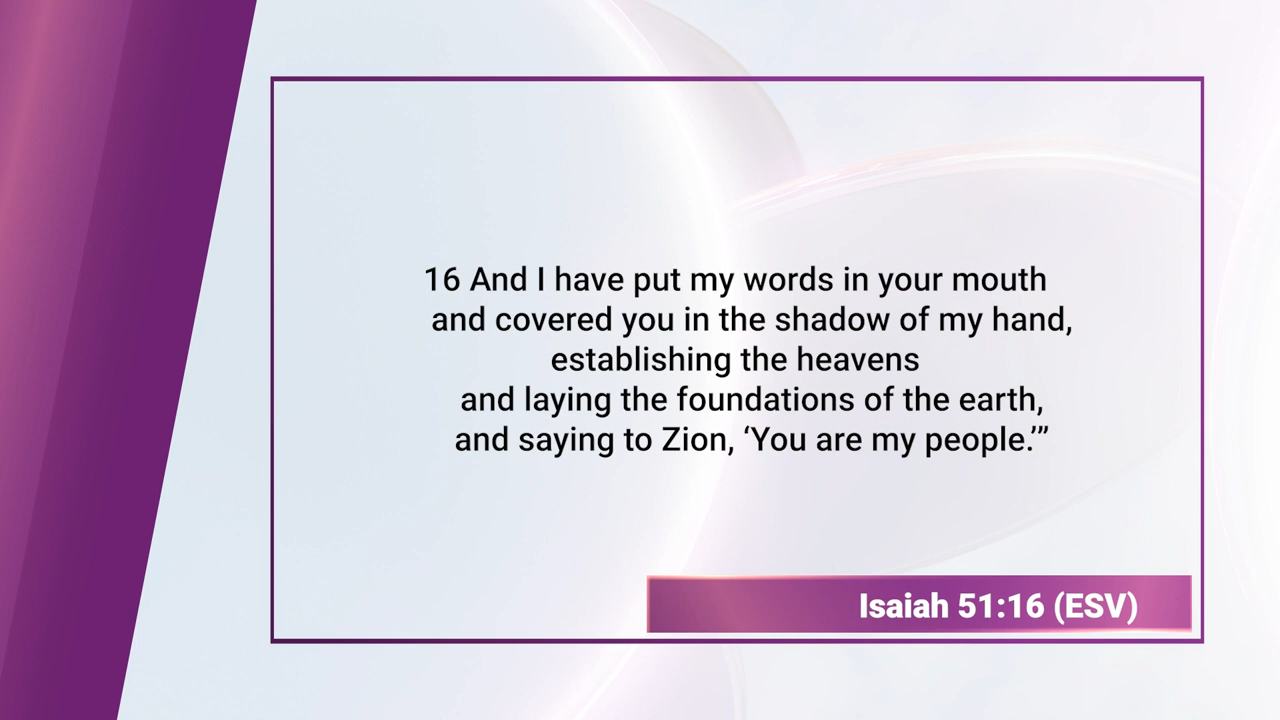 16 And I have put my words in your mouth
and covered you in the shadow of my hand,
establishing the heavens
and laying the foundations of the earth,
and saying to Zion, ‘You are my people.’”
Isaiah 51:16 (ESV)